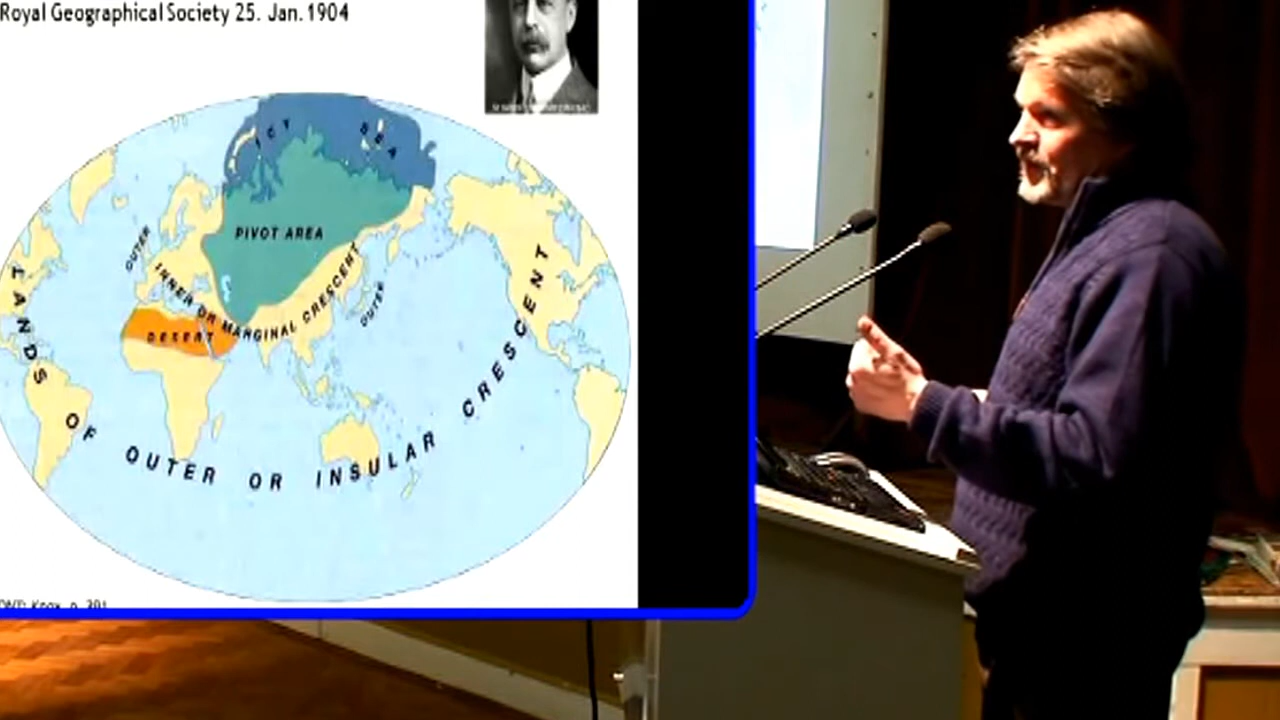 Royal Geographical Society 25. Jan. 1904
ICY SEA
PIVOT AREA
OUTER
INNER OR MARGINAL CRESCENT
OUTER
DESERT
LANDS OF OUTER OR INSULAR CRESCENT